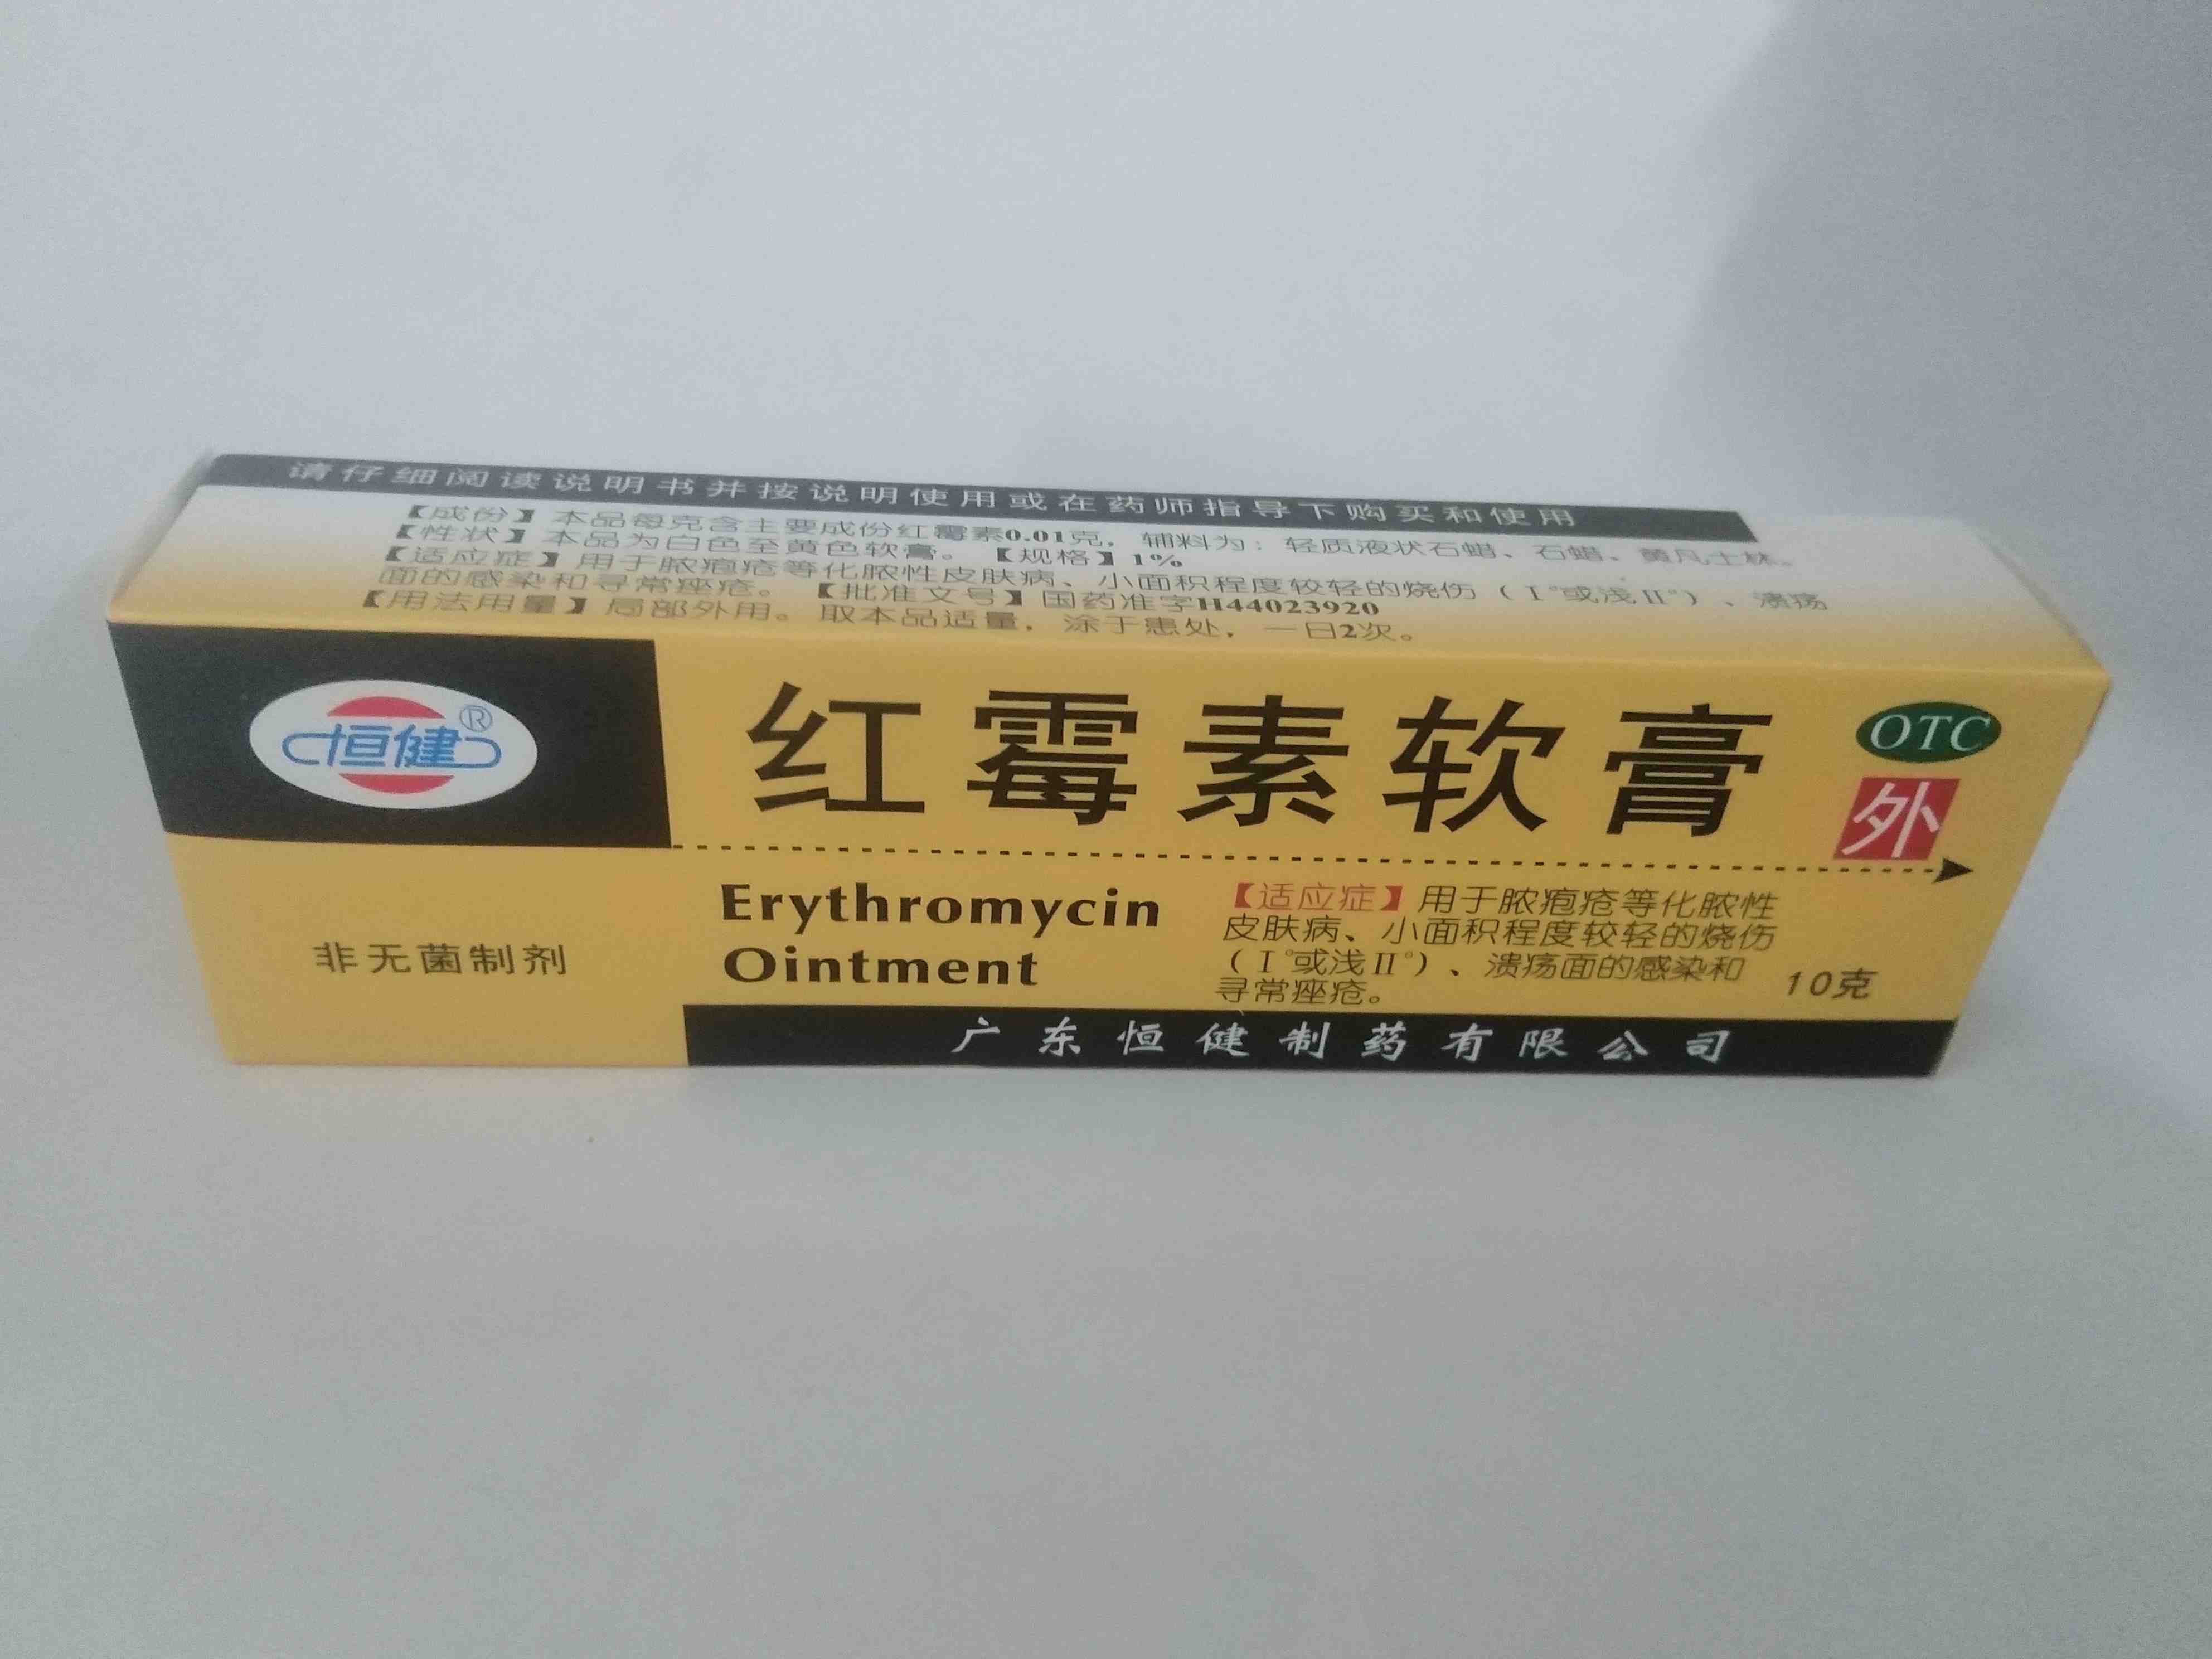 请仔细阅读说明书并按说明使用或在药师指导下购买和使用
【成份】本品每克含主要成份红霉素0.01克，辅料为：轻质液状石蜡、石蜡、黄凡士林。
【性状】本品为白色至黄色软膏。【规格】1%
【适应症】用于脓疱疮等化脓性皮肤病、小面积程度较轻的烧伤（Ⅰ°或浅Ⅱ°）、溃疡
面的感染和寻常痤疮。【批准文号】国药准字H44023920
【用法用量】局部外用。取本品适量，涂于患处，一日2次。
恒健®
红霉素软膏
OTC
外
Erythromycin
Ointment
【适应症】用于脓疱疮等化脓性
皮肤病、小面积程度较轻的烧伤
（Ⅰ°或浅Ⅱ°）、溃疡面的感染和
寻常痤疮。
10克
非无菌制剂
广东恒健制药有限公司